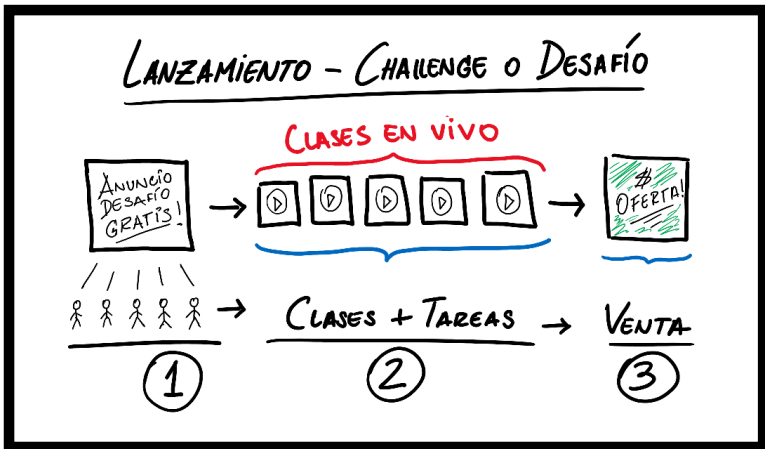 LANZAMIENTO - CHALLENGE O DESAFÍO
CLASES EN VIVO
ANUNCIO
DESAFÍO
GRATIS!
$
OFERTA!
CLASES + TAREAS
VENTA
1
2
3